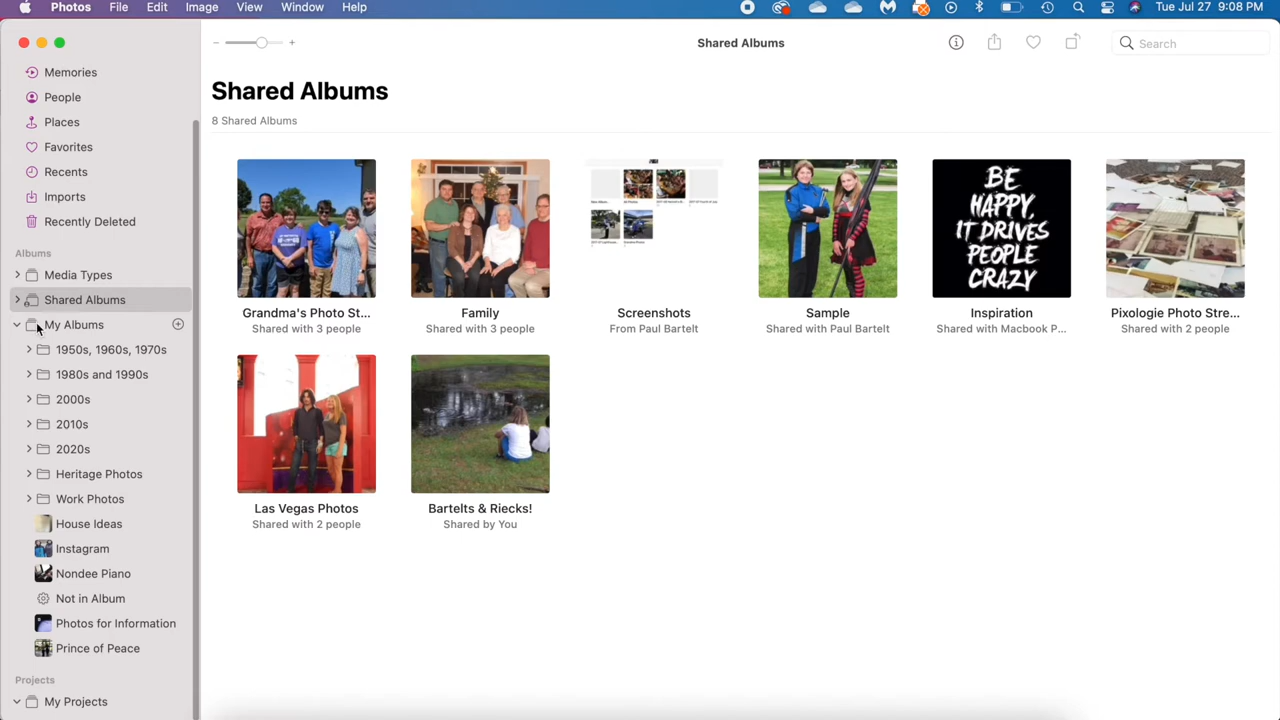 Photos File Edit Image View Window Help Tue Jul 27 9:08 PM
Shared Albums
Search
Memories
People
Places
Favorites
Recents
Imports
Recently Deleted
Albums
Media Types
Shared Albums
My Albums
1950s, 1960s, 1970s
1980s and 1990s
2000s
2010s
2020s
Heritage Photos
Work Photos
House Ideas
Instagram
Nondee Piano
Not in Album
Photos for Information
Prince of Peace
Projects
My Projects
Shared Albums
8 Shared Albums
BE
HAPPY,
IT DRIVES
PEOPLE
CRAZY
Grandma's Photo St...
Shared with 3 people
Family
Shared with 3 people
Screenshots
From Paul Bartelt
Sample
Shared with Paul Bartelt
Inspiration
Shared with Macbook P...
Pixologie Photo Stre...
Shared with 2 people
Las Vegas Photos
Shared with 2 people
Bartelts & Riecks!
Shared by You